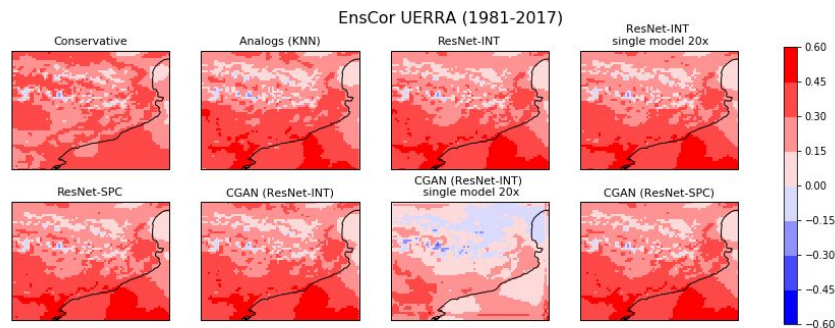 EnsCor UERRA (1981-2017)
Conservative
Analogs (KNN)
ResNet-INT
ResNet-INT
single model 20x
ResNet-SPC
CGAN (ResNet-INT)
CGAN (ResNet-INT)
single model 20x
CGAN (ResNet-SPC)
0.60
0.45
0.30
0.15
0.00
−0.15
−0.30
−0.45
−0.60